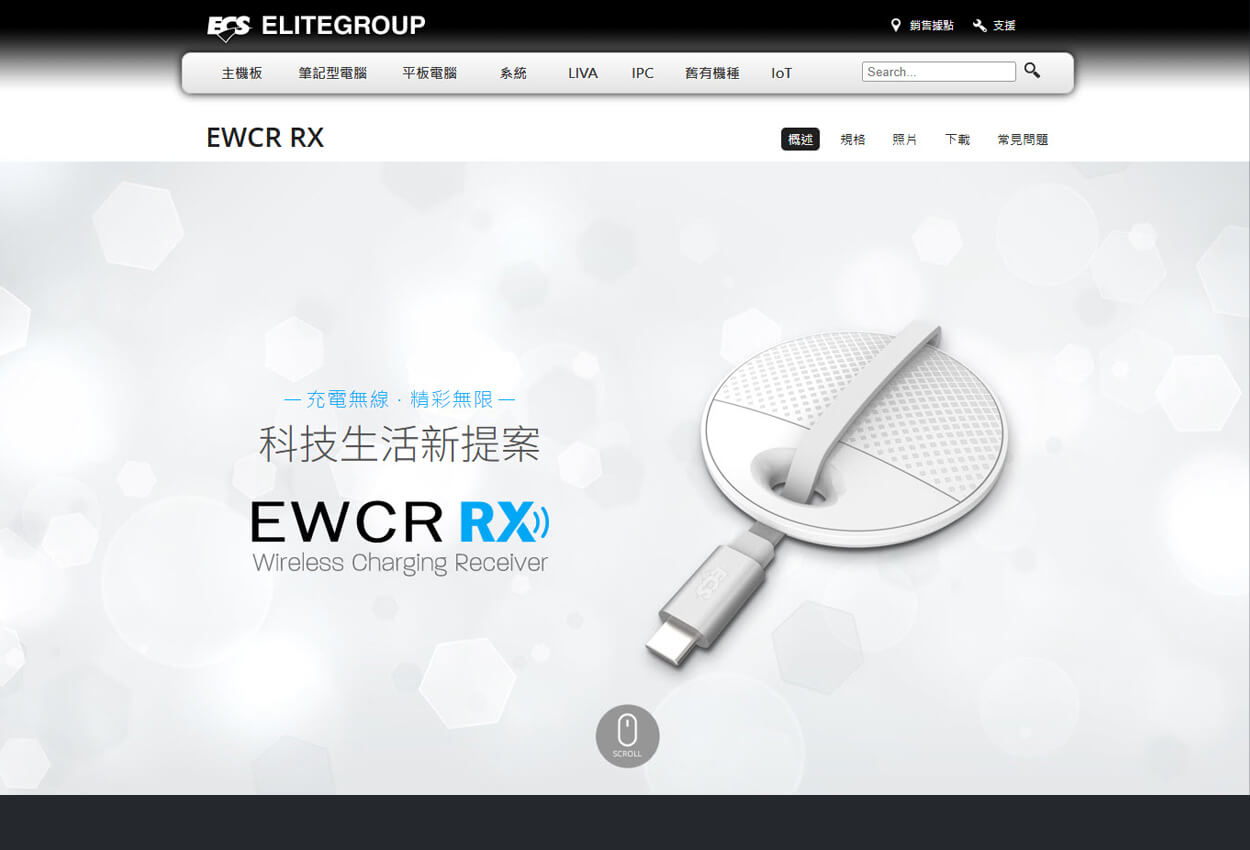 ECS ELITEGROUP
銷售據點 支援
主機板 筆記型電腦 平板電腦 系統 LIVA IPC 舊有機種 IoT Search...
EWCR RX
概述 規格 照片 下載 常見問題
— 充電無線 · 精彩無限 —
科技生活新提案
EWCR RX
Wireless Charging Receiver
ECS
SCROLL